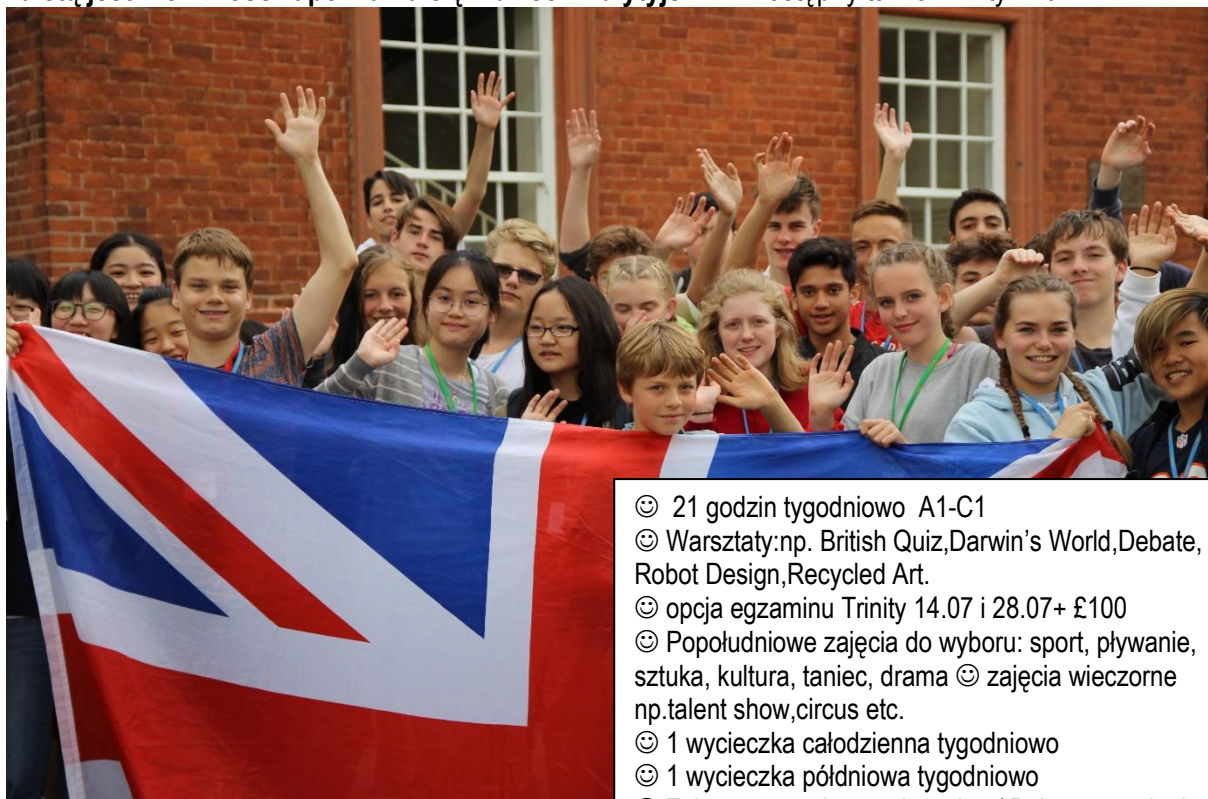 ☺ 21 godzin tygodniowo A1-C1
☺ Warsztaty:np. British Quiz,Darwin's World,Debate,
Robot Design,Recycled Art.
☺ opcja egzaminu Trinity 14.07 i 28.07+ £100
☺ Popołudniowe zajęcia do wyboru: sport, pływanie,
sztuka, kultura, taniec, drama ☺ zajęcia wieczorne
np.talent show,circus etc.
☺ 1 wycieczka całodzienna tygodniowo
☺ 1 wycieczka półdniowa tygodniowo